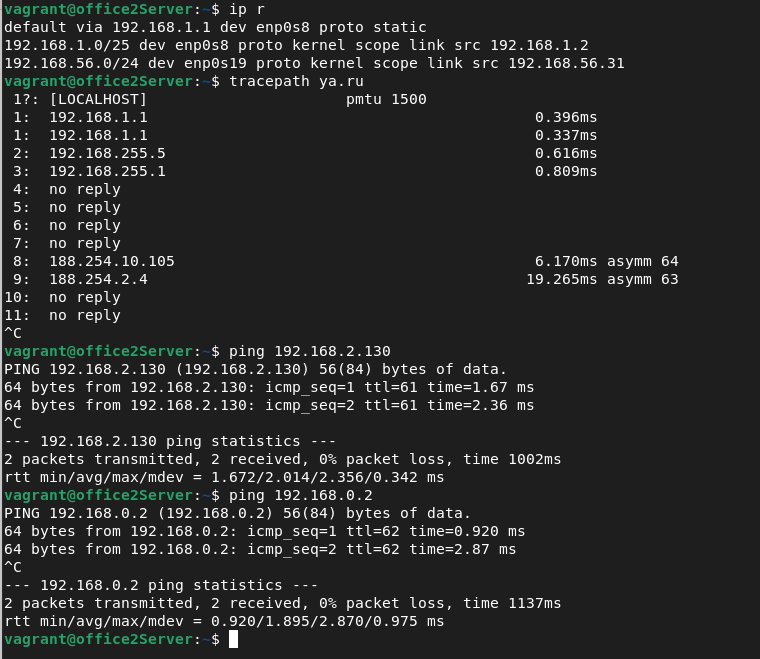 vagrant@office2Server:~$ ip r
default via 192.168.1.1 dev enp0s8 proto static
192.168.1.0/25 dev enp0s8 proto kernel scope link src 192.168.1.2
192.168.56.0/24 dev enp0s19 proto kernel scope link src 192.168.56.31
vagrant@office2Server:~$ tracepath ya.ru
 1?: [LOCALHOST]                      pmtu 1500
 1:  192.168.1.1                                           0.396ms
 1:  192.168.1.1                                           0.337ms
 2:  192.168.255.5                                         0.616ms
 3:  192.168.255.1                                         0.809ms
 4:  no reply
 5:  no reply
 6:  no reply
 7:  no reply
 8:  188.254.10.105                                        6.170ms asymm 64
 9:  188.254.2.4                                          19.265ms asymm 63
10:  no reply
11:  no reply
^C
vagrant@office2Server:~$ ping 192.168.2.130
PING 192.168.2.130 (192.168.2.130) 56(84) bytes of data.
64 bytes from 192.168.2.130: icmp_seq=1 ttl=61 time=1.67 ms
64 bytes from 192.168.2.130: icmp_seq=2 ttl=61 time=2.36 ms
^C
--- 192.168.2.130 ping statistics ---
2 packets transmitted, 2 received, 0% packet loss, time 1002ms
rtt min/avg/max/mdev = 1.672/2.014/2.356/0.342 ms
vagrant@office2Server:~$ ping 192.168.0.2
PING 192.168.0.2 (192.168.0.2) 56(84) bytes of data.
64 bytes from 192.168.0.2: icmp_seq=1 ttl=62 time=0.920 ms
64 bytes from 192.168.0.2: icmp_seq=2 ttl=62 time=2.87 ms
^C
--- 192.168.0.2 ping statistics ---
2 packets transmitted, 2 received, 0% packet loss, time 1137ms
rtt min/avg/max/mdev = 0.920/1.895/2.870/0.975 ms
vagrant@office2Server:~$